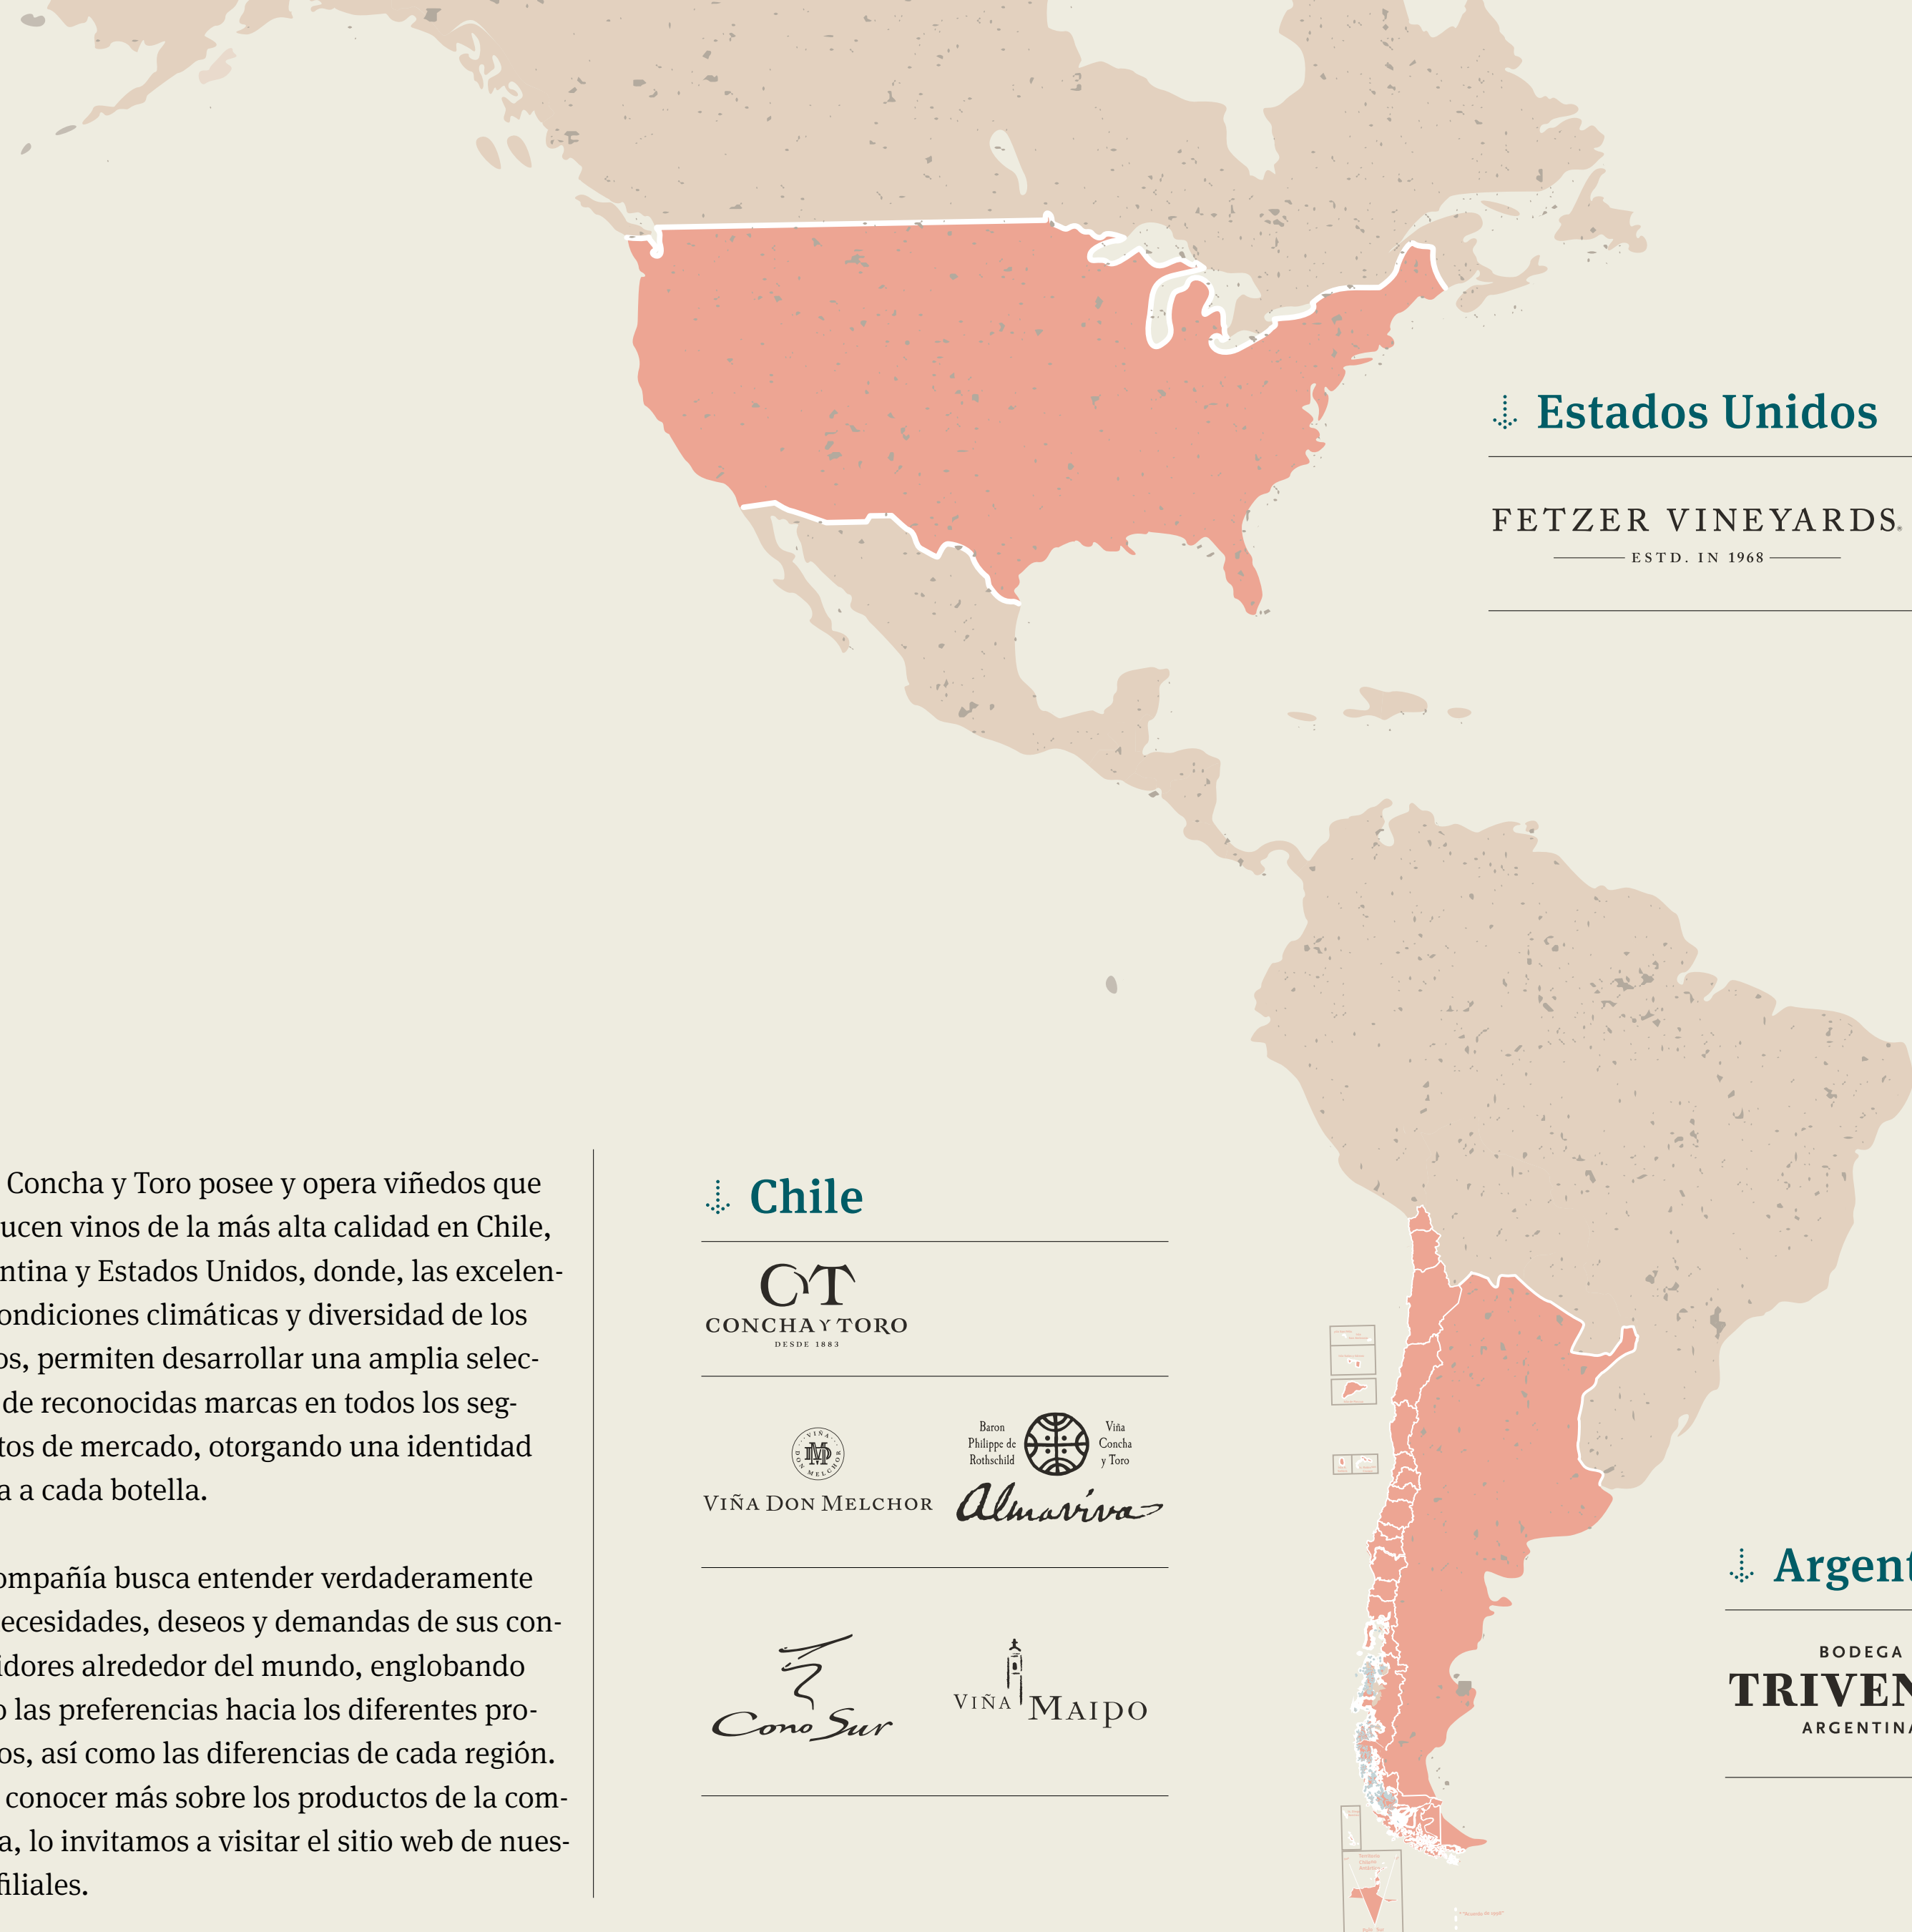 Estados Unidos
FETZER VINEYARDS
ESTD. IN 1968
Concha y Toro posee y opera viñedos que
ucen vinos de la más alta calidad en Chile,
ntina y Estados Unidos, donde, las excelen-
ondiciones climáticas y diversidad de los
os, permiten desarrollar una amplia selec-
de reconocidas marcas en todos los seg-
tos de mercado, otorgando una identidad
a a cada botella.
ompañía busca entender verdaderamente
ecesidades, deseos y demandas de sus con-
idores alrededor del mundo, englobando
o las preferencias hacia los diferentes pro-
os, así como las diferencias de cada región.
conocer más sobre los productos de la com-
a, lo invitamos a visitar el sitio web de nues-
filiales.
Chile
CT
CONCHA Y TORO
DESDE 1883
VIÑA
DON MELCHOR
VIÑA DON MELCHOR
Baron
Philippe de
Rothschild
Viña
Concha
y Toro
Almaviva
Cono Sur
VIÑA MAIPO
Argent
BODEGA
TRIVEN
ARGENTINA